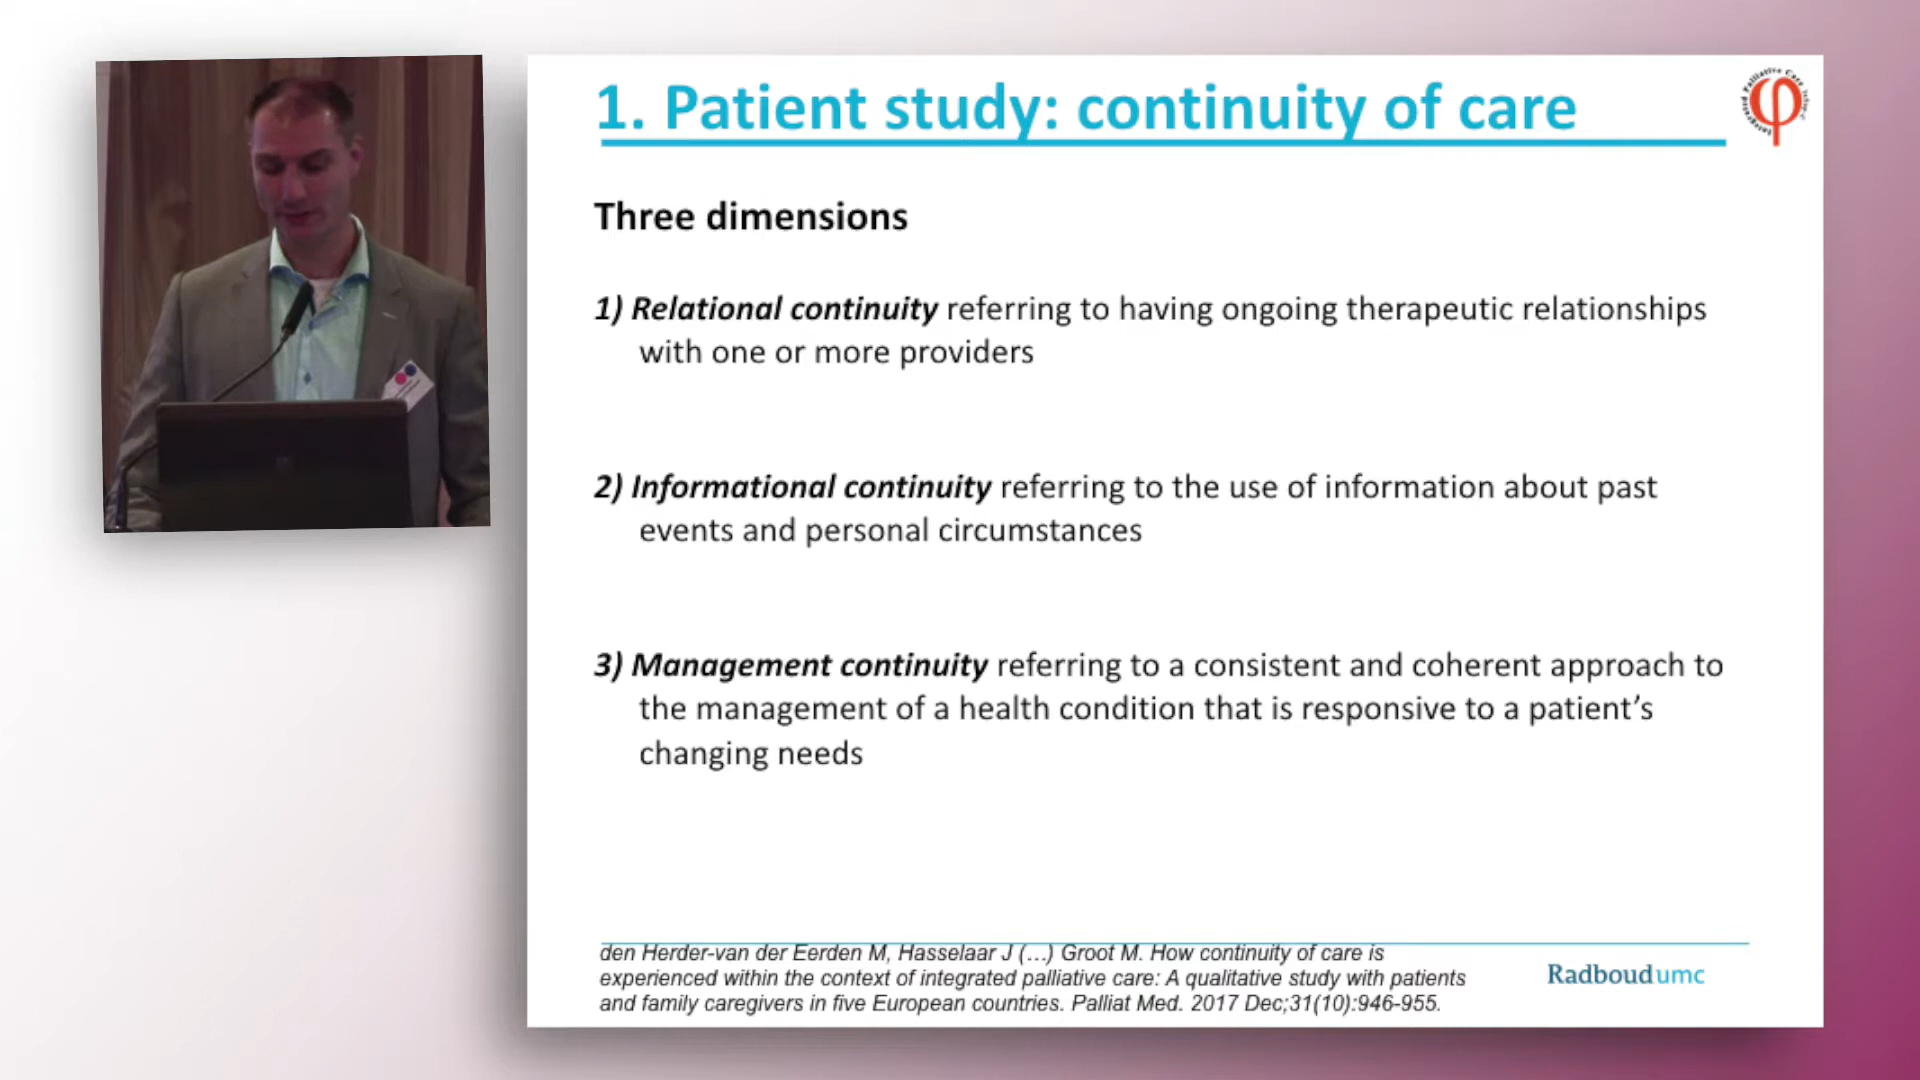 1. Patient study: continuity of care
Three dimensions
1) Relational continuity referring to having ongoing therapeutic relationships
with one or more providers
2) Informational continuity referring to the use of information about past
events and personal circumstances
3) Management continuity referring to a consistent and coherent approach to
the management of a health condition that is responsive to a patient’s
changing needs
den Herder-van der Eerden M, Hasselaar J (...) Groot M. How continuity of care is
experienced within the context of integrated palliative care: A qualitative study with patients
and family caregivers in five European countries. Palliat Med. 2017 Dec;31(10):946-955.
Radboudumc